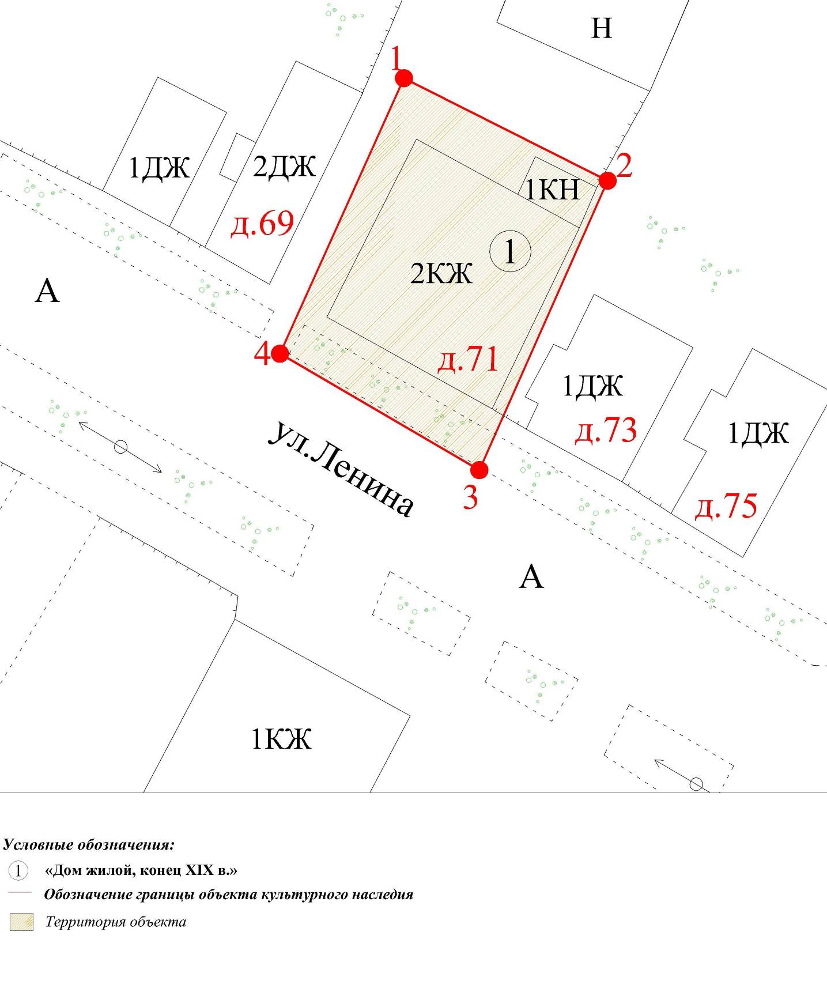 Н
1
2
1ДЖ
2ДЖ
1КН
д.69
1
2КЖ
А
4
д.71
1ДЖ
д.73
1ДЖ
ул.Ленина
3
д.75
А
1КЖ
Условные обозначения:
1 «Дом жилой, конец XIX в.»
Обозначение границы объекта культурного наследия
Территория объекта